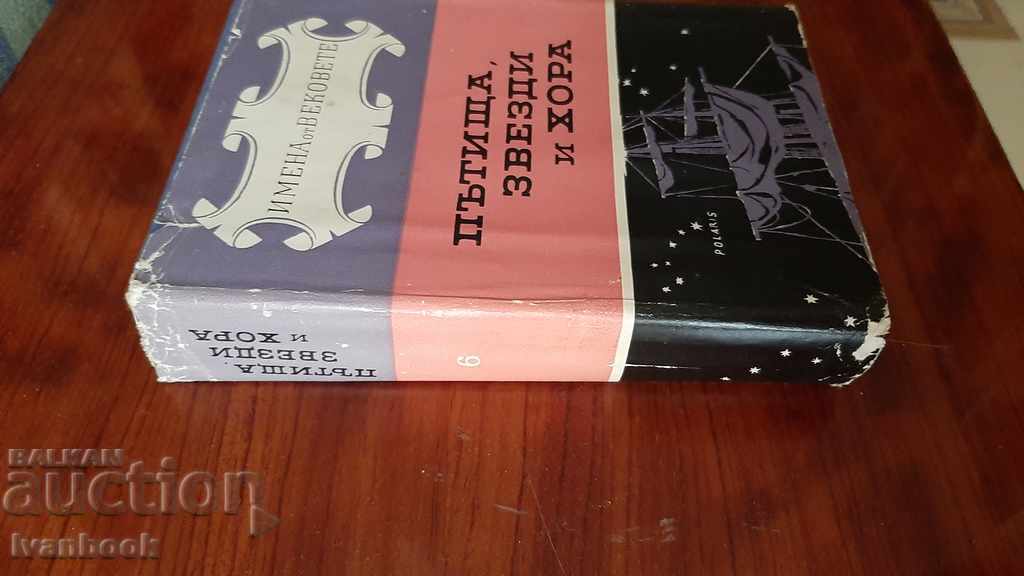 ИМЕНА от ВЕКОВЕТЕ
ПЪТИЩА,
ЗВЕЗДИ
и ХОРА
POLARIS
ПЪТИЩА,
ЗВЕЗДИ
и ХОРА
6
BALKAN
auction
Ivanbook